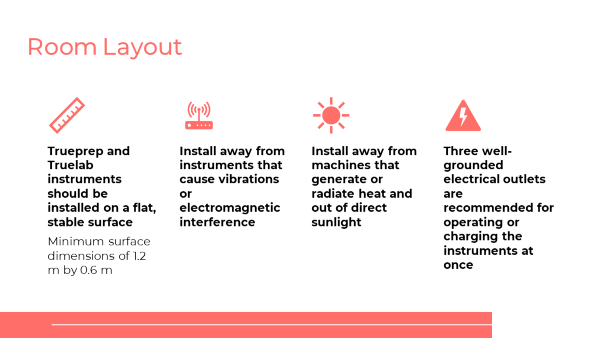 Room Layout
Trueprep and
Truelab
instruments
should be
installed on a flat,
stable surface
Minimum surface
dimensions of 1.2
m by 0.6 m
Install away from
instruments that
cause vibrations
or
electromagnetic
interference
Install away from
machines that
generate or
radiate heat and
out of direct
sunlight
Three well-
grounded
electrical outlets
are
recommended for
operating or
charging the
instruments at
once